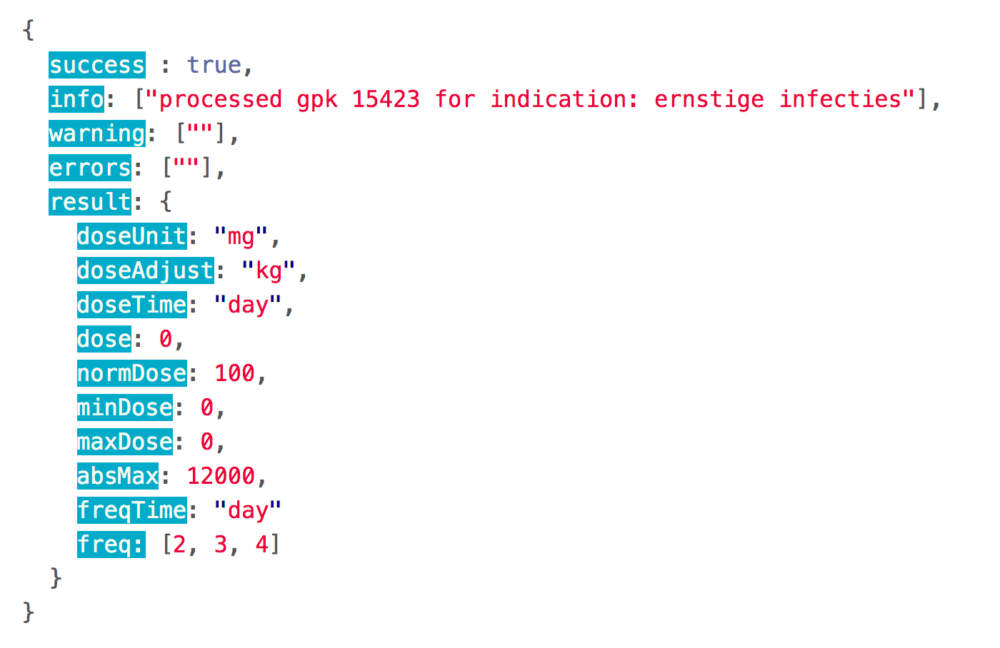 {
success : true,
info: ["processed gpk 15423 for indication: ernstige infecties"],
warning: [""],
errors: [""],
result: {
doseUnit: "mg",
doseAdjust: "kg",
doseTime: "day",
dose: 0,
normDose: 100,
minDose: 0,
maxDose: 0,
absMax: 12000,
freqTime: "day"
freq: [2, 3, 4]
}
}